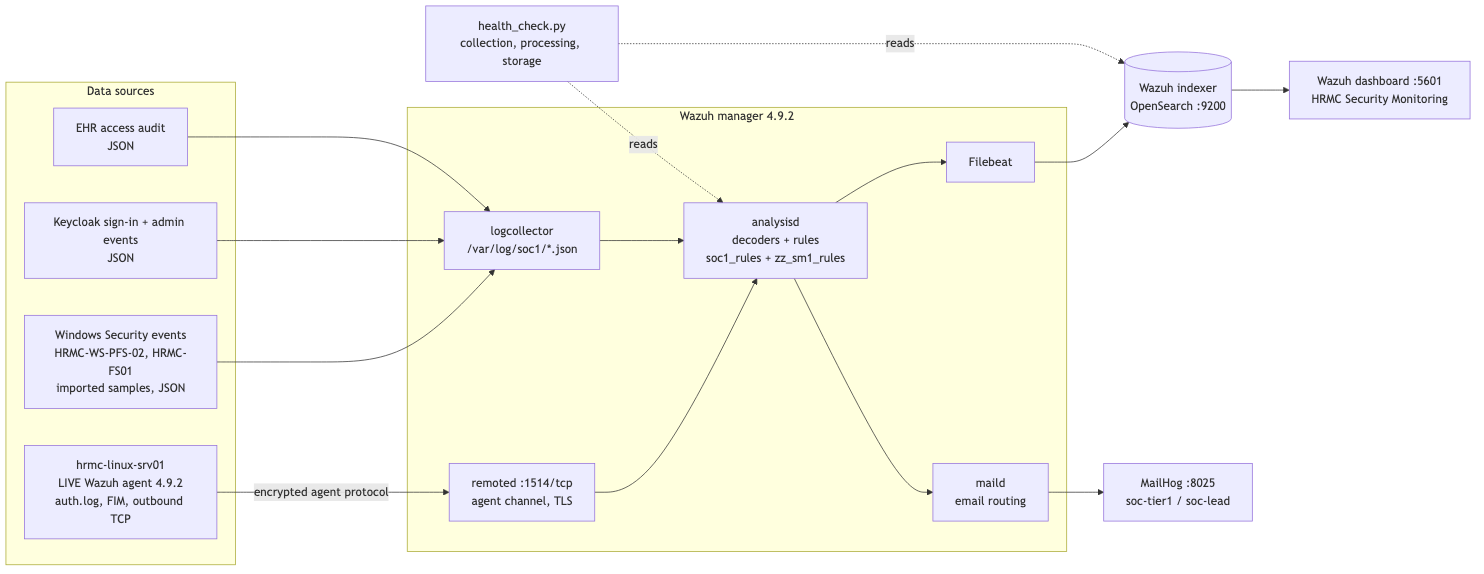 health_check.py
collection, processing,
storage
reads
Wazuh indexer
OpenSearch :9200
Wazuh dashboard :5601
HRMC Security Monitoring
Data sources
EHR access audit
JSON
Keycloak sign-in + admin
events
JSON
Windows Security events
HRMC-WS-PFS-02, HRMC-
FS01
imported samples, JSON
hrmc-linux-srv01
LIVE Wazuh agent 4.9.2
auth.log, FIM, outbound
TCP
encrypted agent protocol
Wazuh manager 4.9.2
reads
Filebeat
logcollector
/var/log/soc1/*.json
analysisd
decoders + rules
soc1_rules + zz_sm1_rules
remoted :1514/tcp
agent channel, TLS
maild
email routing
MailHog :8025
soc-tier1 / soc-lead